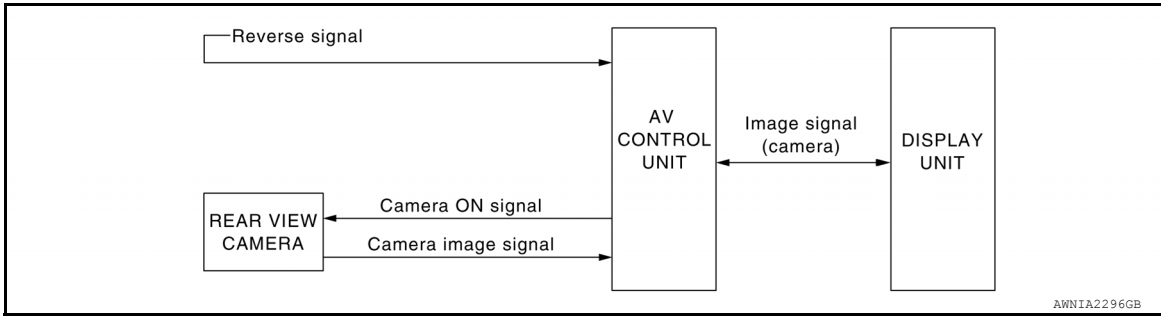 Reverse signal
AV
CONTROL
UNIT
Image signal
(camera)
DISPLAY
UNIT
REAR VIEW
CAMERA
Camera ON signal
Camera image signal
AWNIA2296GB